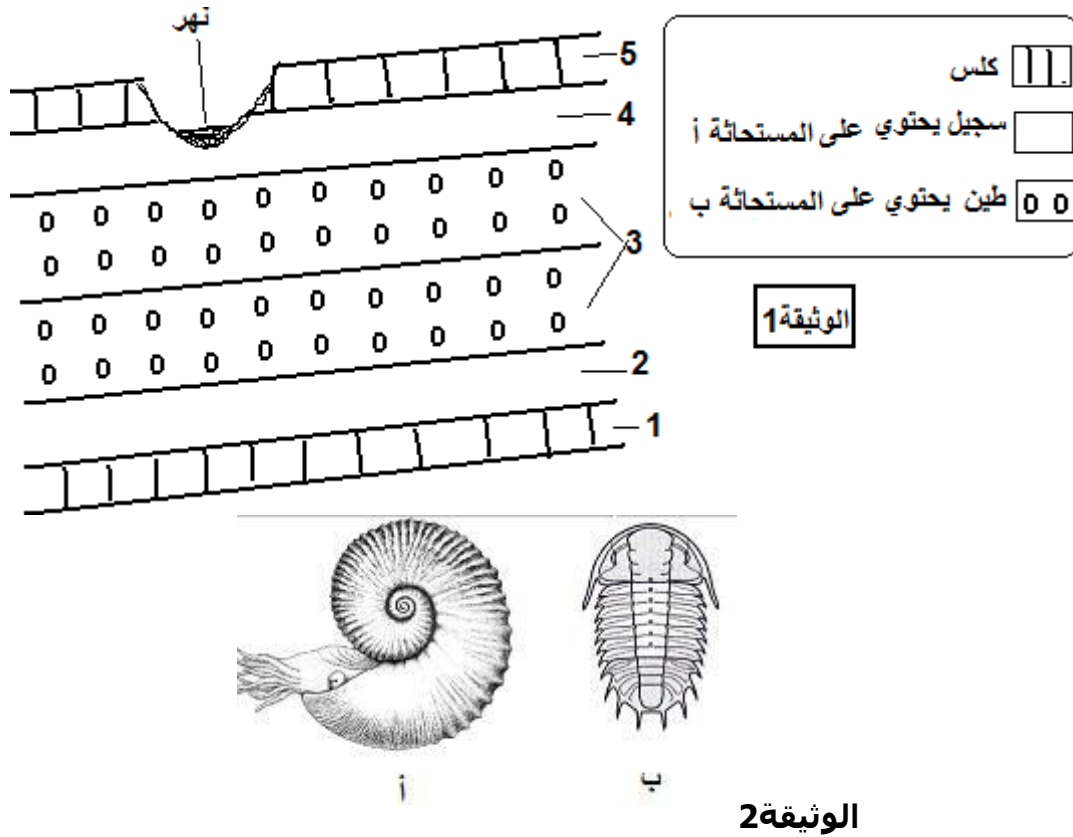 نهر
5
4
3
2
1
كلس
سجيل يحتوي على المستحاثة أ
طين يحتوي على المستحاثة ب
الوثيقة1
أ
ب
الوثيقة2